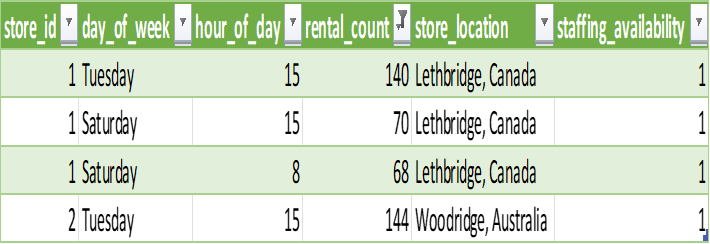 store_id day_of_week hour_of_day rental_count store_location staffing_availability
1 Tuesday 15 140 Lethbridge, Canada 1
1 Saturday 15 70 Lethbridge, Canada 1
1 Saturday 8 68 Lethbridge, Canada 1
2 Tuesday 15 144 Woodridge, Australia 1